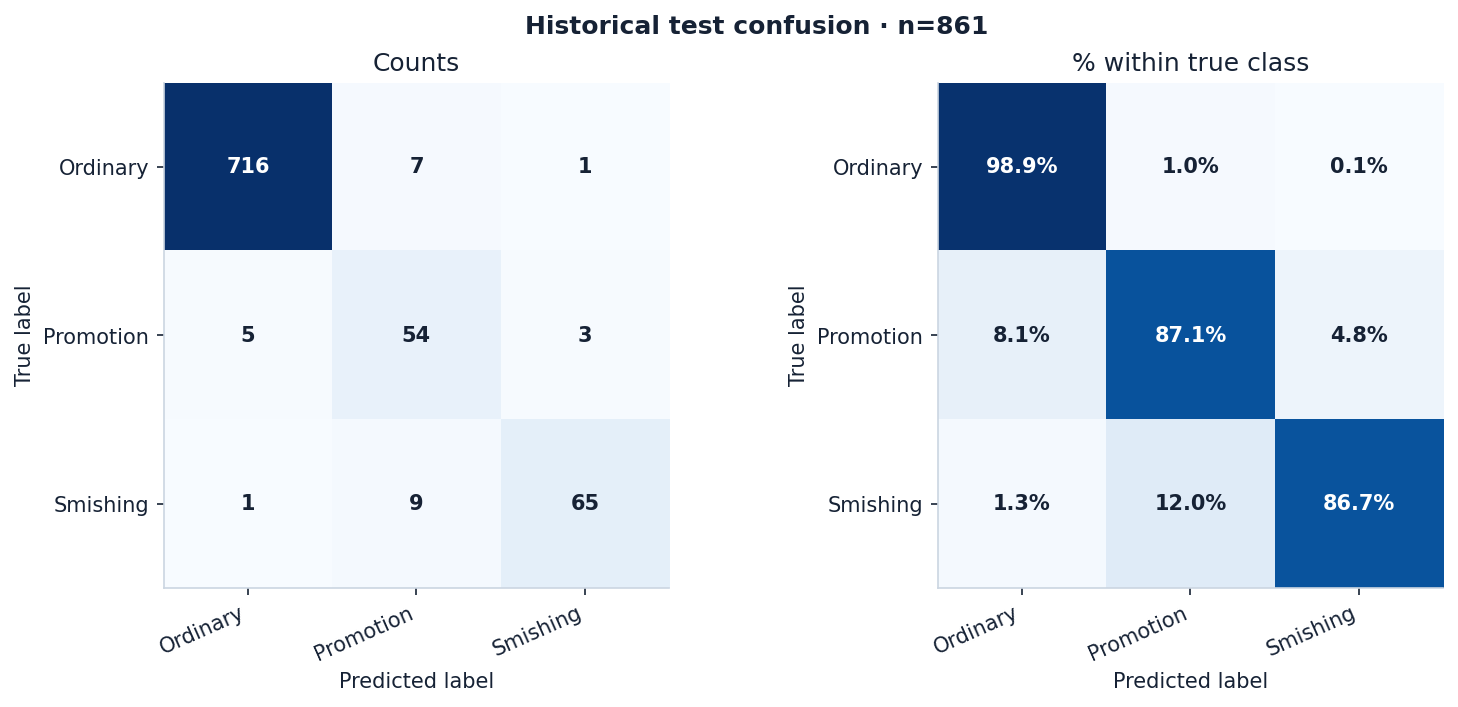 Historical test confusion · n=861
Counts
True label
Ordinary 716 7 1
Promotion 5 54 3
Smishing 1 9 65
Ordinary Promotion Smishing
Predicted label
% within true class
True label
Ordinary 98.9% 1.0% 0.1%
Promotion 8.1% 87.1% 4.8%
Smishing 1.3% 12.0% 86.7%
Ordinary Promotion Smishing
Predicted label